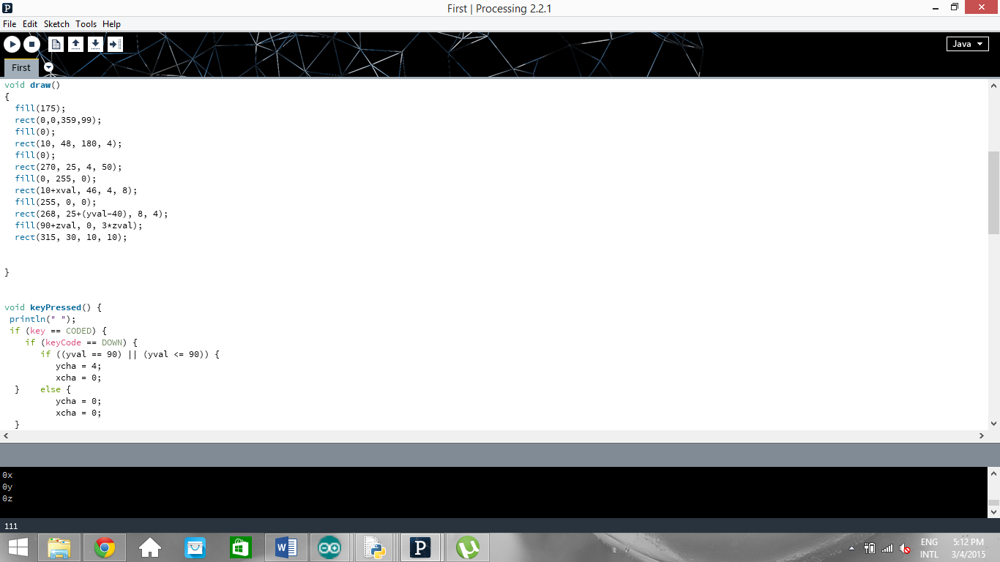 First | Processing 2.2.1
File Edit Sketch Tools Help
Java
First
void draw()
{
  fill(175);
  rect(0,0,359,99);
  fill(0);
  rect(10, 48, 180, 4);
  fill(0);
  rect(270, 25, 4, 50);
  fill(0, 255, 0);
  rect(10+xval, 46, 4, 8);
  fill(255, 0, 0);
  rect(268, 25+(yval-40), 8, 4);
  fill(90+zval, 0, 3*zval);
  rect(315, 30, 10, 10);
}
void keyPressed() {
 println(" ");
 if (key == CODED) {
    if (keyCode == DOWN) {
       if ((yval == 90) || (yval <= 90)) {
          ycha = 4;
          xcha = 0;
  }    else {
          ycha = 0;
          xcha = 0;
  }
0x
0y
0z
111
ENG 5:12 PM
INTL 3/4/2015